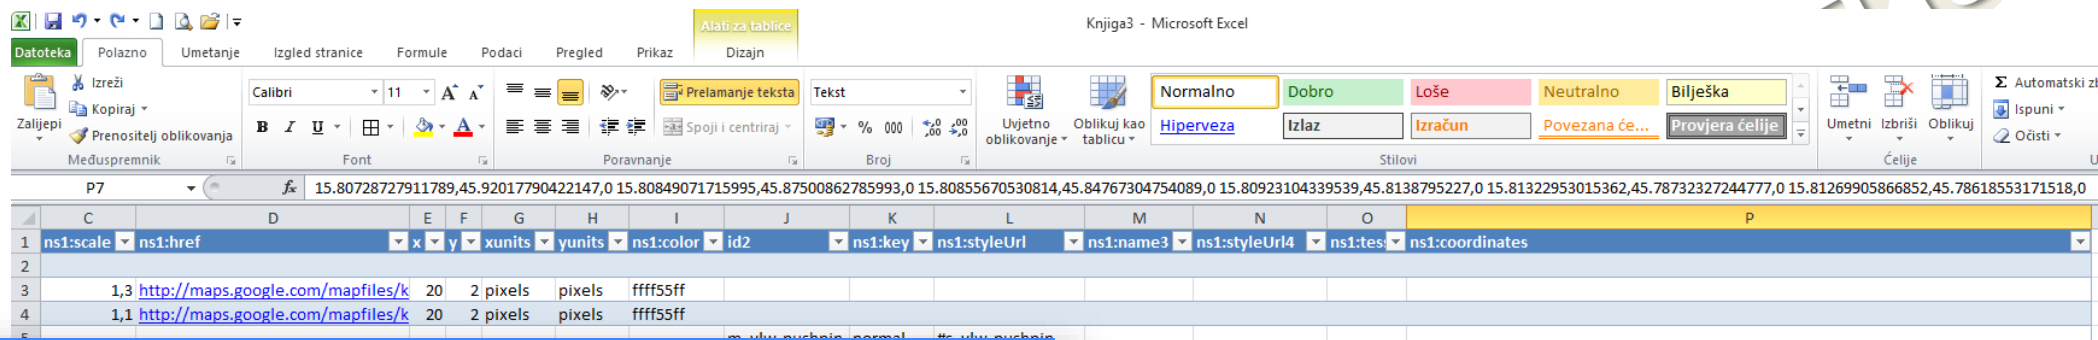 Alati za tablice
Knjiga3 - Microsoft Excel
Datoteka Polazno Umetanje Izgled stranice Formule Podaci Pregled Prikaz Dizajn
Zalijepi
Izreži
Kopiraj
Prenositelj oblikovanja
Međuspremnik
Calibri 11 A A
B I U A
Font
Prelamanje teksta
Spoji i centriraj
Poravnanje
Tekst
% 000 ,0 ,00 ,00 ,0
Broj
Uvjetno oblikovanje
Oblikuj kao tablicu
Normalno Dobro Loše Neutralno Bilješka
Hiperveza Izlaz Izračun Povezana će... Provjera ćelije
Stilovi
Umetni Izbriši Oblikuj
Ćelije
Σ Automatski
Ispuni
Očisti
P7 fx 15.80728727911789,45.92017790422147,0 15.80849071715995,45.87500862785993,0 15.80855670530814,45.84767304754089,0 15.80923104339539,45.8138795227,0 15.81322953015362,45.78732327244777,0 15.81269905866852,45.78618553171518,0
C D E F G H I J K L M N O P
1 ns1:scale ns1:href x y xunits yunits ns1:color id2 ns1:key ns1:styleUrl ns1:name3 ns1:styleUrl4 ns1:tes ns1:coordinates
2
3 1,3 http://maps.google.com/mapfiles/k 20 2 pixels pixels ffff55ff
4 1,1 http://maps.google.com/mapfiles/k 20 2 pixels pixels ffff55ff